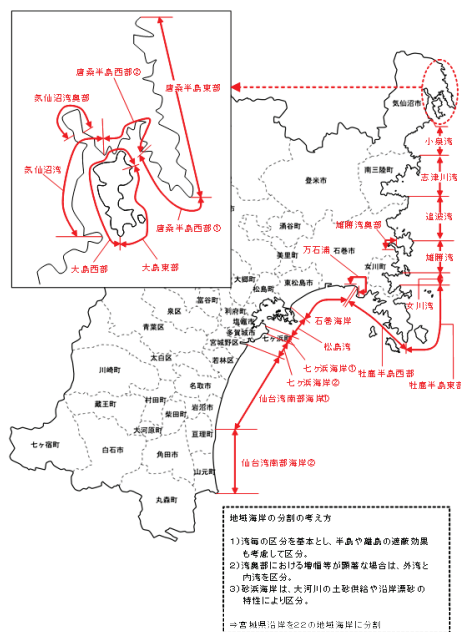 唐桑半島西部②
唐桑半島東部
気仙沼湾奥部
気仙沼湾
唐桑半島西部①
大島西部
大島東部
気仙沼市
小泉湾
志津川湾
南三陸町
登米市
追波湾
雄勝湾奥部
涌谷町
石巻市
万石浦
美里町
雄勝湾
女川町
大郷町
東松島市
松島町
女川湾
富谷町
利府町
塩竈市
石巻海岸
泉区
多賀城市
七ヶ浜町
松島湾
青葉区
宮城野区
七ヶ浜海岸①
若林区
牡鹿半島西部
太白区
七ヶ浜海岸②
牡鹿半島東部
川崎町
名取市
仙台湾南部海岸①
村田町
岩沼市
蔵王町
柴田町
大河原町
亘理町
七ヶ宿町
白石市
角田市
仙台湾南部海岸②
山元町
丸森町
地域海岸の分割の考え方
1)湾毎の区分を基本とし、半島や離島の遮蔽効果
も考慮して区分。
2)湾奥部における増幅等が顕著な場合は、外湾と
内湾を区分。
3)砂浜海岸は、大河川の土砂供給や沿岸漂砂の
特性により区分。
⇒宮城県沿岸を22の地域海岸に分割